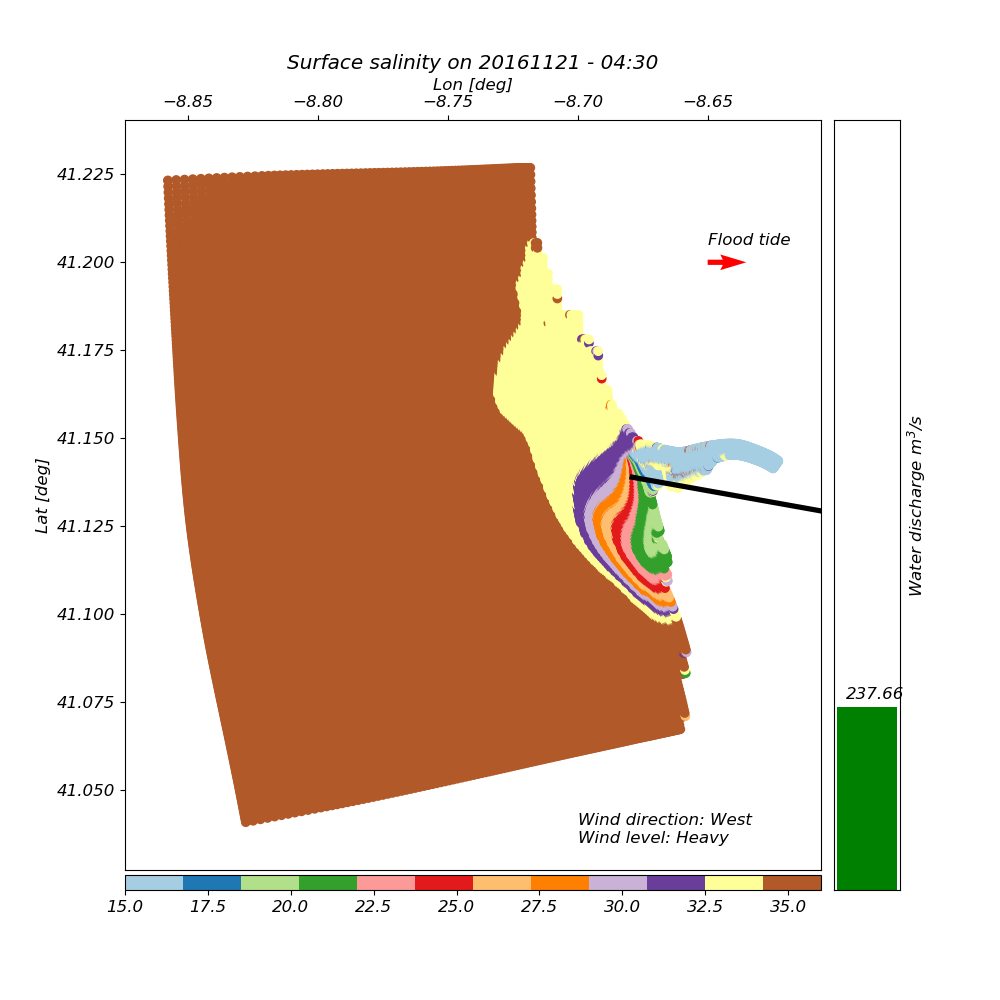 Surface salinity on 20161121 - 04:30
Lon [deg]
−8.85 −8.80 −8.75 −8.70 −8.65
41.225
41.200
41.175
41.150
41.125
41.100
41.075
41.050
Lat [deg]
Flood tide
Wind direction: West
Wind level: Heavy
237.66
Water discharge m³/s
15.0 17.5 20.0 22.5 25.0 27.5 30.0 32.5 35.0